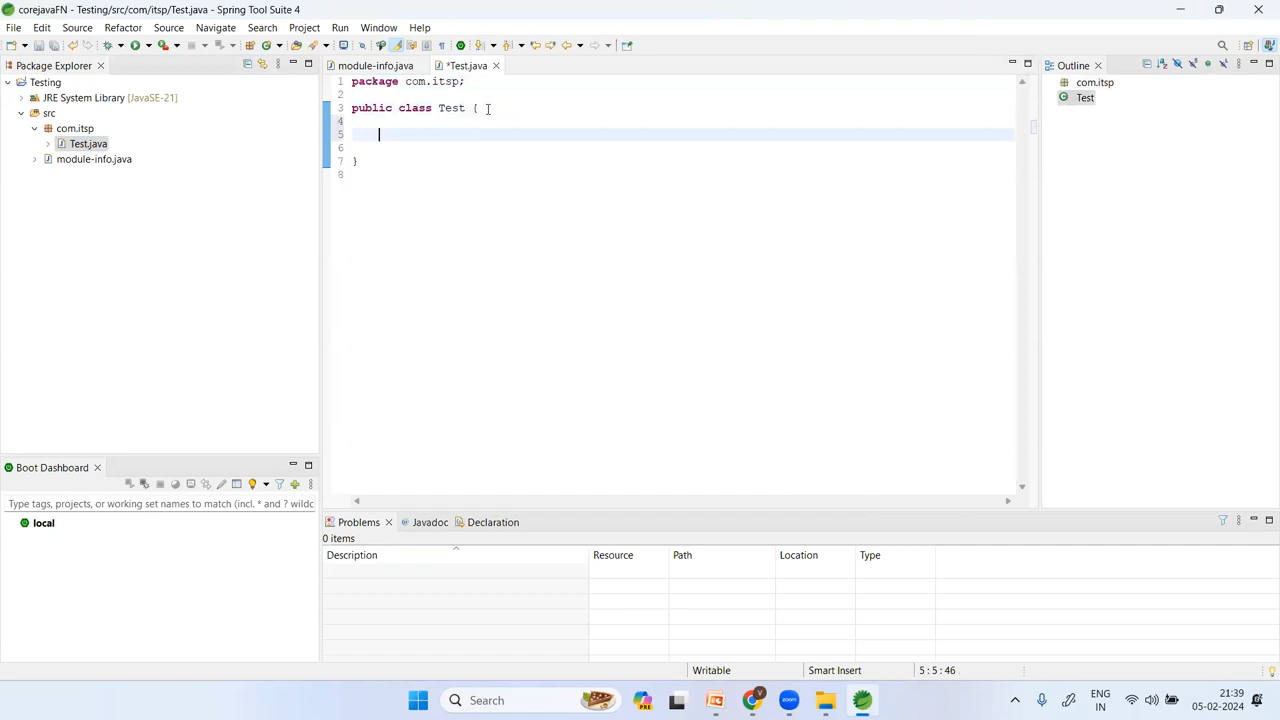 corejavaFN - Testing/src/com/itsp/Test.java - Spring Tool Suite 4
File Edit Source Refactor Navigate Search Project Run Window Help
Package Explorer
Testing
JRE System Library [JavaSE-21]
src
com.itsp
Test.java
module-info.java
module-info.java *Test.java
1 package com.itsp;
2
3 public class Test {
4
5
6
7 }
8
Outline
com.itsp
Test
Boot Dashboard
Type tags, projects, or working set names to match (incl. * and ? wildc
local
Problems Javadoc Declaration
0 items
Description Resource Path Location Type
Writable Smart Insert 5 : 5 : 46
Search
PRE
ENG
IN
21:39
05-02-2024